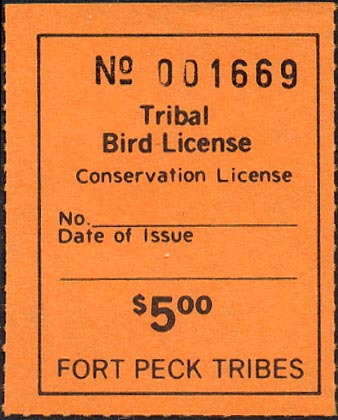 Nº 001669
Tribal
Bird License
Conservation License
No.
Date of Issue
$5.00
FORT PECK TRIBES